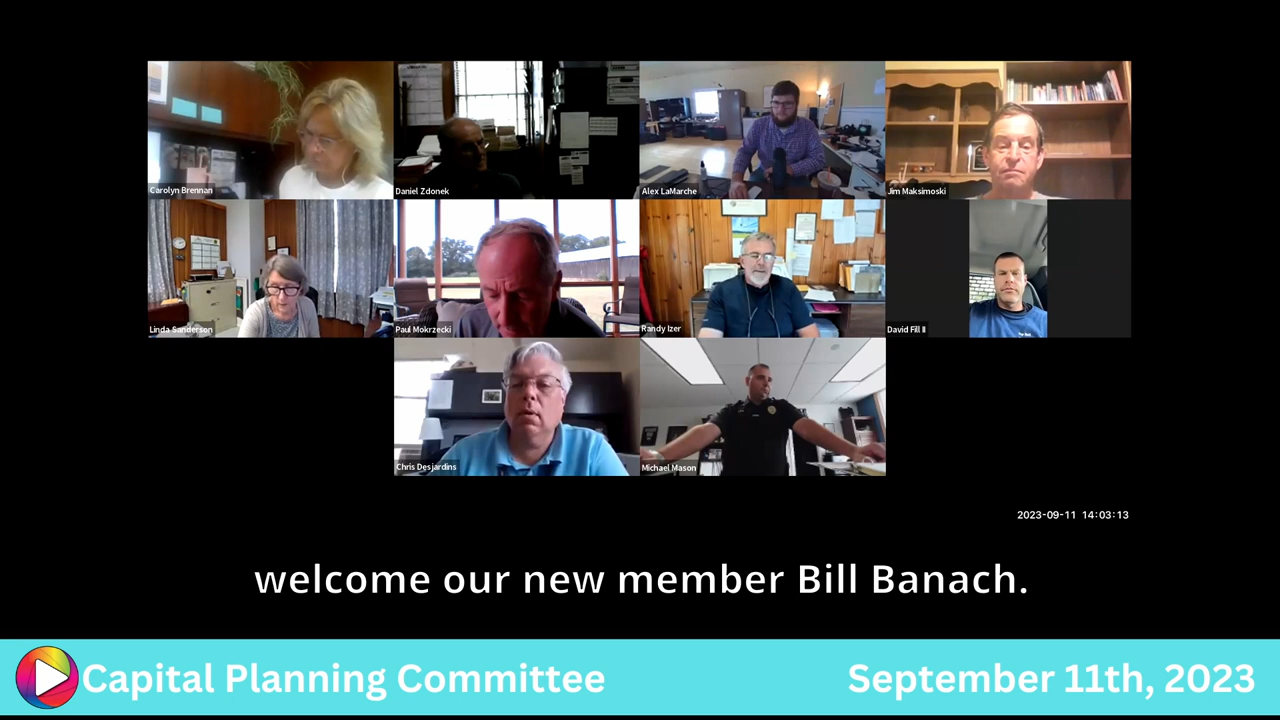 Carolyn Brennan
Daniel Zdonek
Alex LaMarche
Jim Maksimoski
Linda Sanderson
Paul Mokrzecki
Randy Izer
David Fill II
Chris Desjardins
Michael Mason
2023-09-11 14:03:13
welcome our new member Bill Banach.
Capital Planning Committee
September 11th, 2023